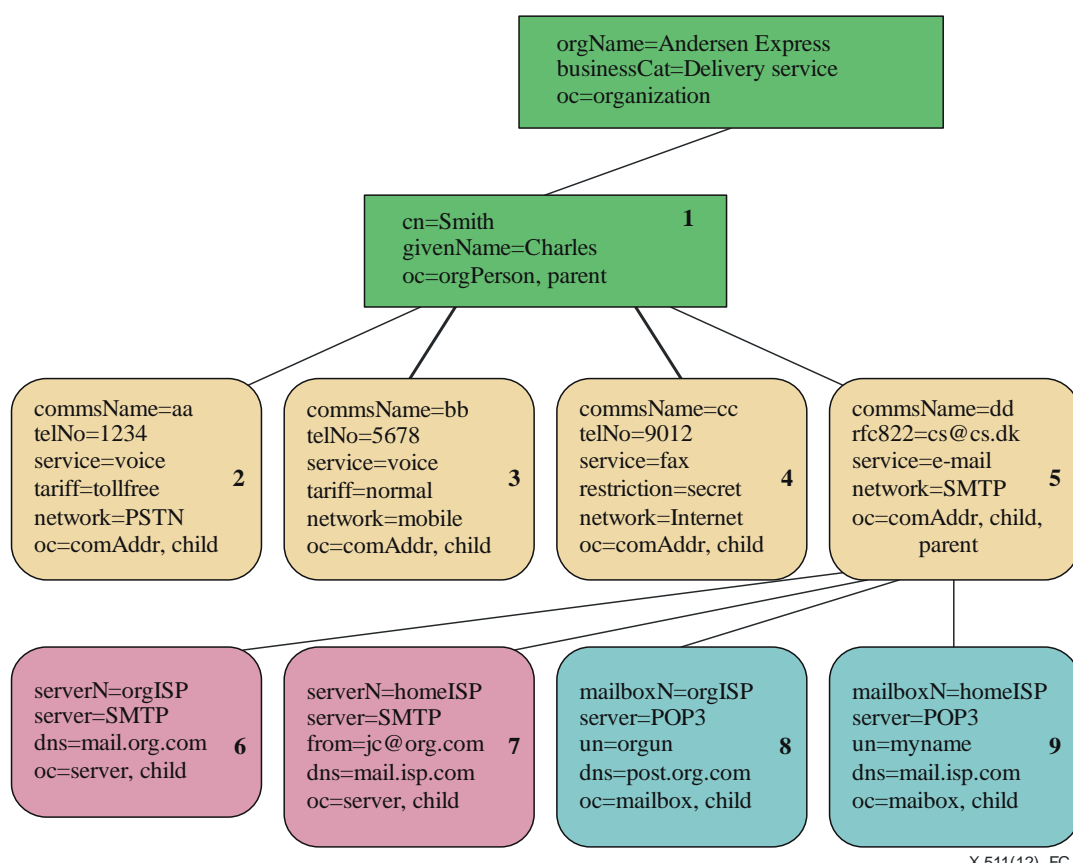 orgName=Andersen Express
businessCat=Delivery service
oc=organization
cn=Smith
givenName=Charles
oc=orgPerson, parent
1
commsName=aa
telNo=1234
service=voice
tariff=tollfree
network=PSTN
oc=comAddr, child
2
commsName=bb
telNo=5678
service=voice
tariff=normal
network=mobile
oc=comAddr, child
3
commsName=cc
telNo=9012
service=fax
restriction=secret
network=Internet
oc=comAddr, child
4
commsName=dd
rfc822=cs@cs.dk
service=e-mail
network=SMTP
oc=comAddr, child,
parent
5
serverN=orgISP
server=SMTP
dns=mail.org.com
oc=server, child
6
serverN=homeISP
server=SMTP
from=jc@org.com
dns=mail.isp.com
oc=server, child
7
mailboxN=orgISP
server=POP3
un=orgun
dns=post.org.com
oc=mailbox, child
8
mailboxN=homeISP
server=POP3
un=myname
dns=mail.isp.com
oc=maibox, child
9